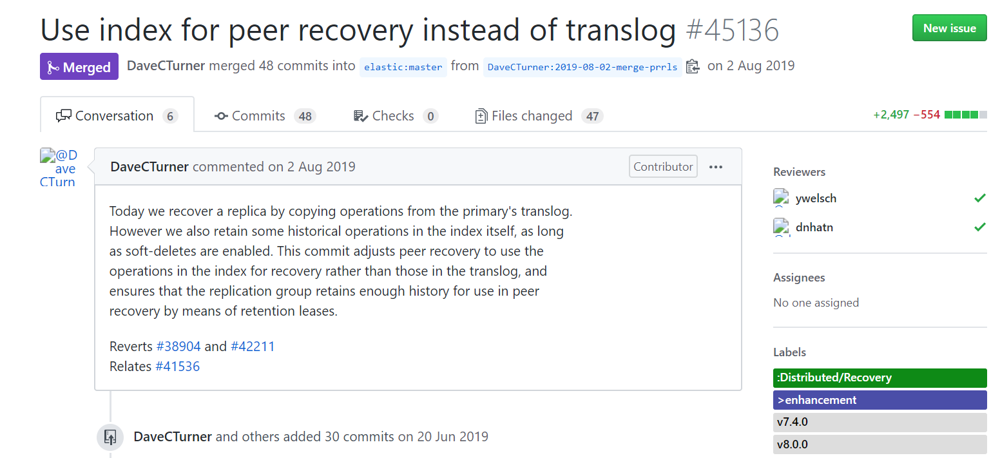 Use index for peer recovery instead of translog #45136
New issue
Merged DaveCTurner merged 48 commits into elastic:master from DaveCTurner:2019-08-02-merge-prrls on 2 Aug 2019
Conversation 6 Commits 48 Checks 0 Files changed 47
+2,497 −554
@D
ave
CTurn
DaveCTurner commented on 2 Aug 2019 Contributor
Today we recover a replica by copying operations from the primary's translog.
However we also retain some historical operations in the index itself, as long
as soft-deletes are enabled. This commit adjusts peer recovery to use the
operations in the index for recovery rather than those in the translog, and
ensures that the replication group retains enough history for use in peer
recovery by means of retention leases.
Reverts #38904 and #42211
Relates #41536
DaveCTurner and others added 30 commits on 20 Jun 2019
Reviewers
ywelsch
dnhatn
Assignees
No one assigned
Labels
:Distributed/Recovery
>enhancement
v7.4.0
v8.0.0